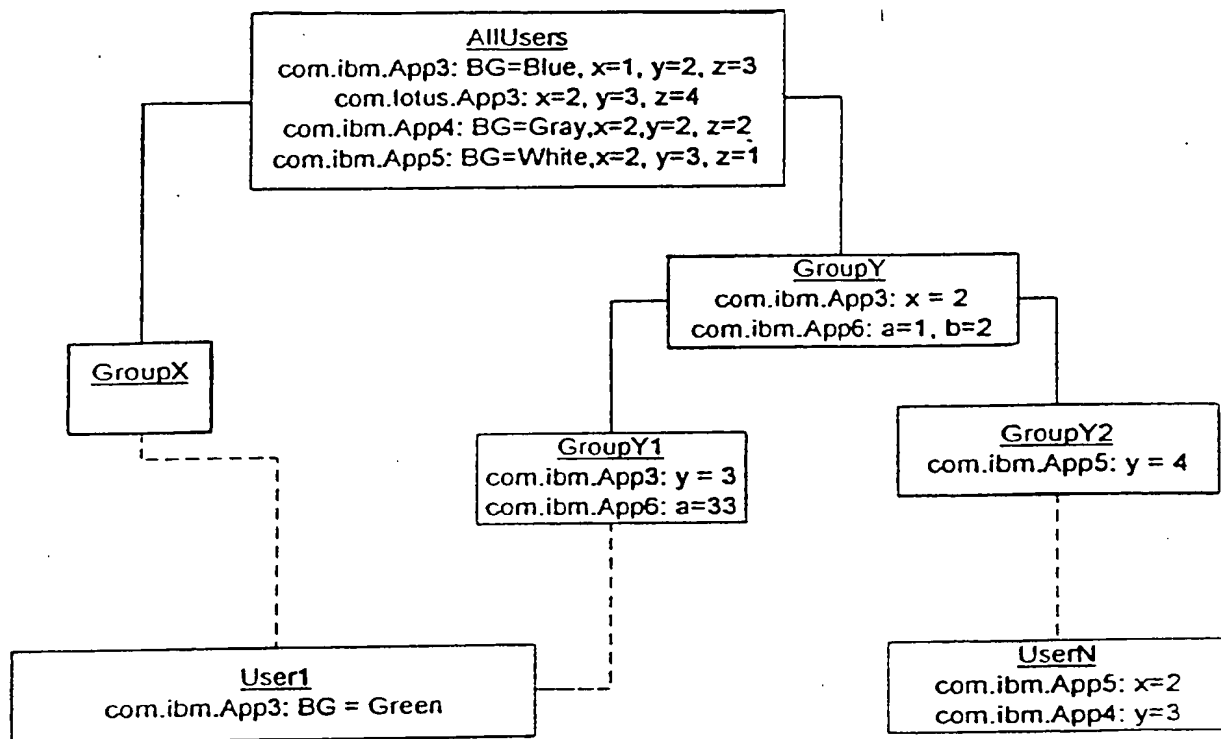 AllUsers
com.ibm.App3: BG=Blue, x=1, y=2, z=3
com.lotus.App3: x=2, y=3, z=4
com.ibm.App4: BG=Gray,x=2,y=2, z=2
com.ibm.App5: BG=White,x=2, y=3, z=1
GroupY
com.ibm.App3: x = 2
com.ibm.App6: a=1, b=2
GroupX
GroupY1
com.ibm.App3: y = 3
com.ibm.App6: a=33
GroupY2
com.ibm.App5: y = 4
User1
com.ibm.App3: BG = Green
UserN
com.ibm.App5: x=2
com.ibm.App4: y=3